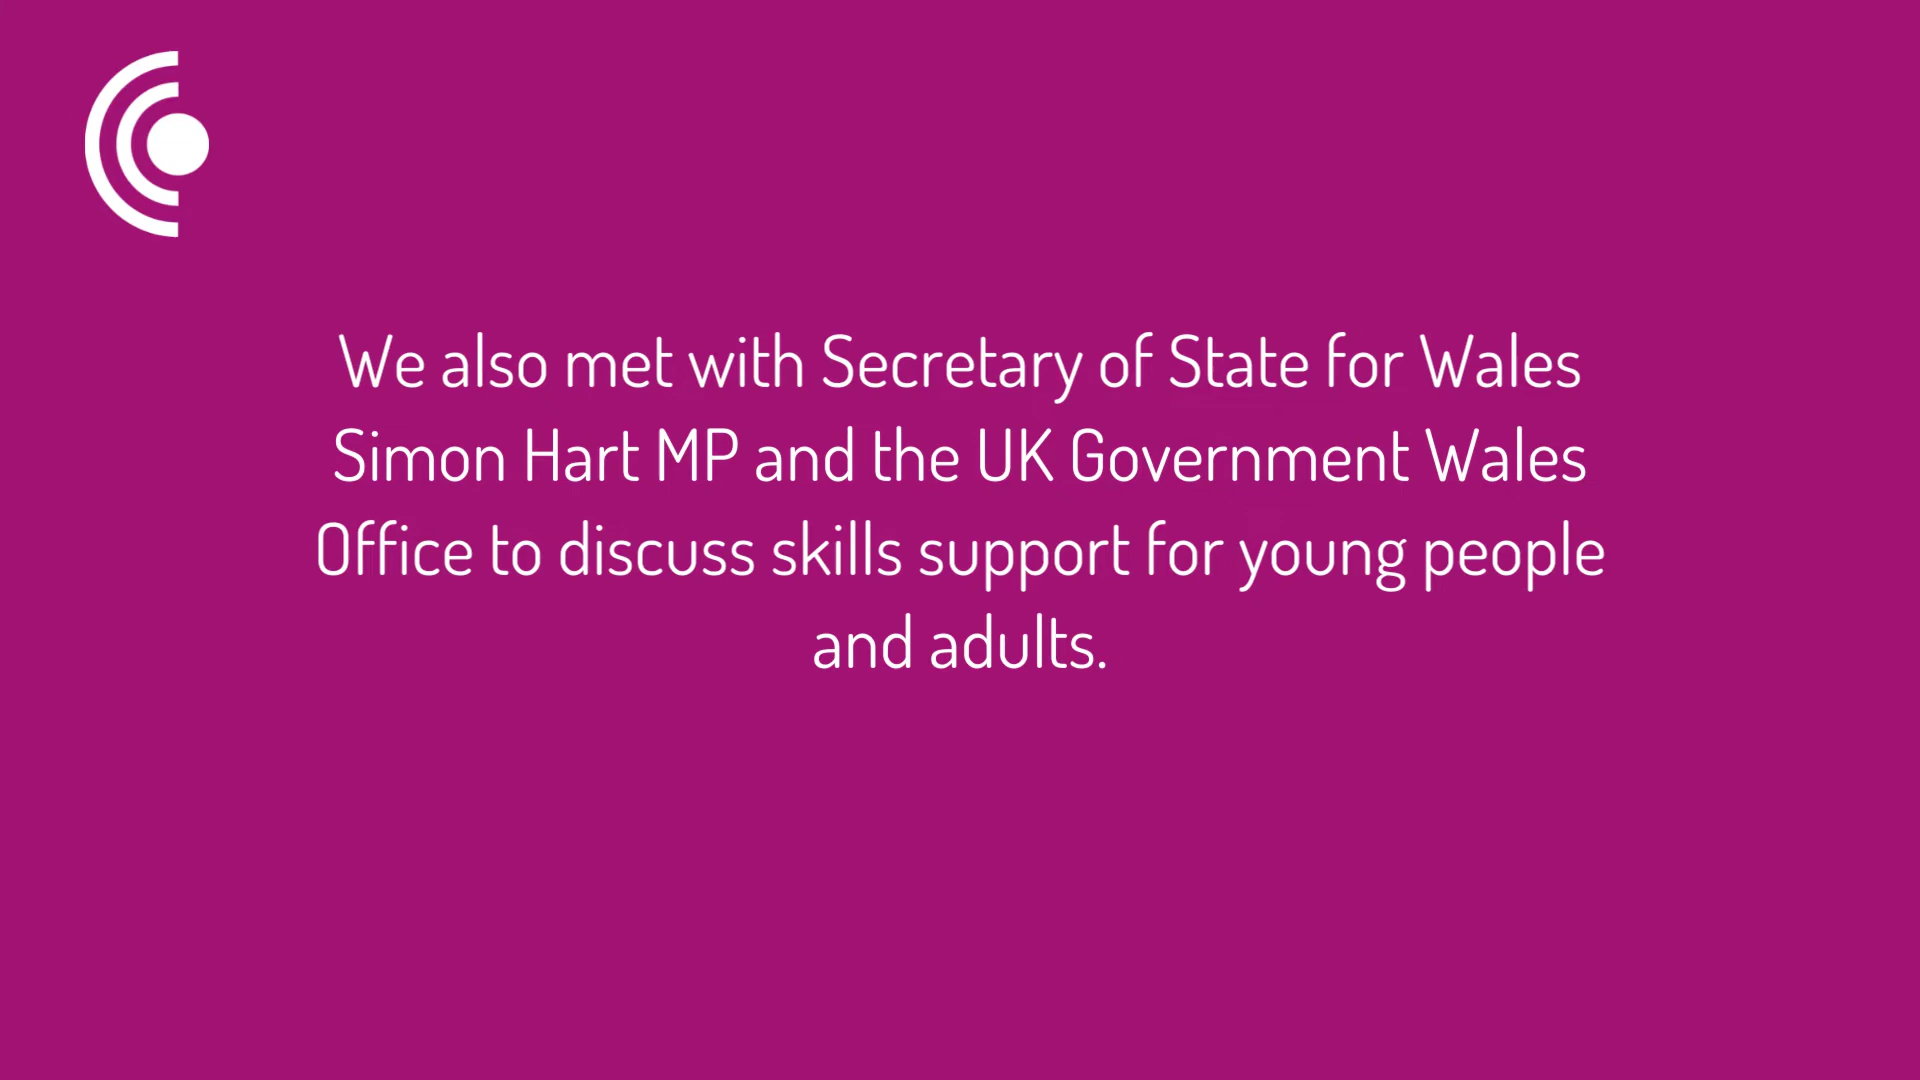 We also met with Secretary of State for Wales
Simon Hart MP and the UK Government Wales
Office to discuss skills support for young people
and adults.